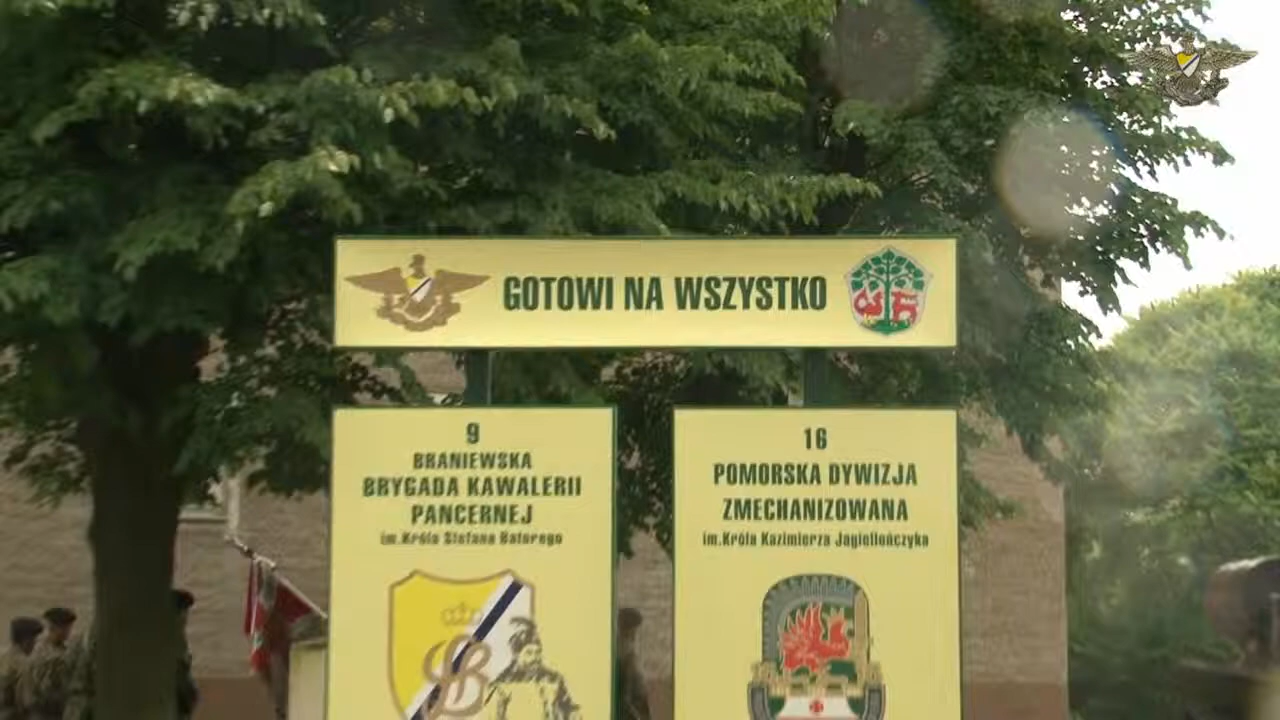 GOTOWI NA WSZYSTKO
9
BRANIEWSKA
BRYGADA KAWALERII
PANCERNEJ
im.Króla Stefana Batorego
16
POMORSKA DYWIZJA
ZMECHANIZOWANA
im.Króla Kazimierza Jagiellończyka
SB